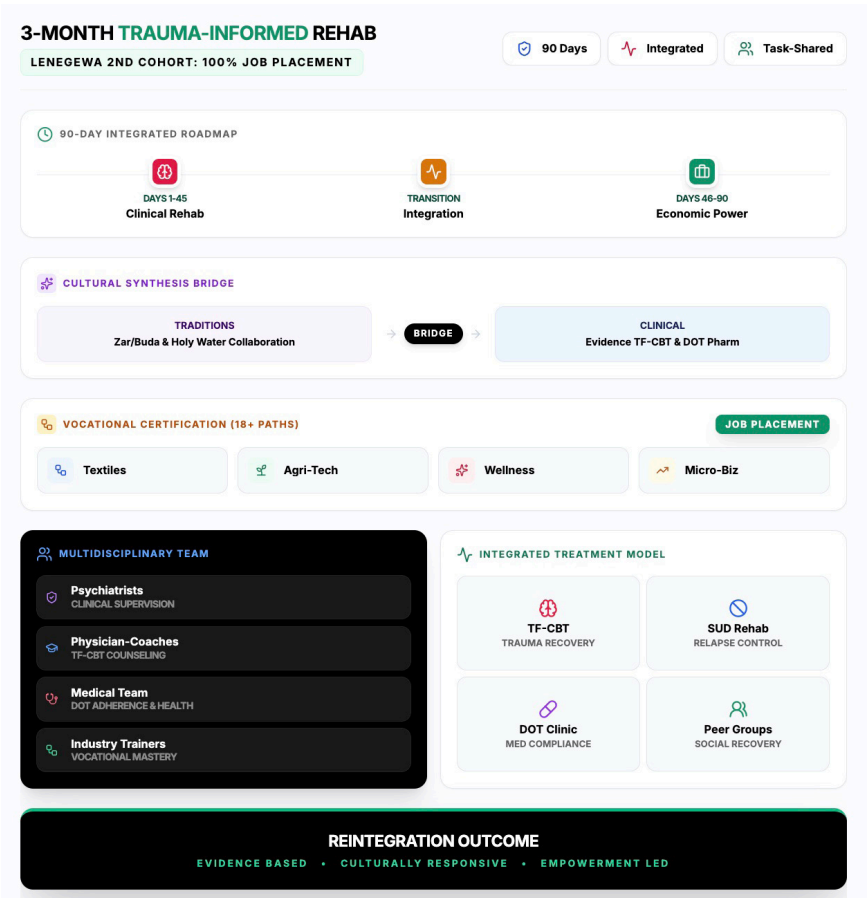 3-MONTH TRAUMA-INFORMED REHAB
LENEGEWA 2ND COHORT: 100% JOB PLACEMENT
90 Days
Integrated
Task-Shared
90-DAY INTEGRATED ROADMAP
DAYS 1-45
Clinical Rehab
TRANSITION
Integration
DAYS 46-90
Economic Power
CULTURAL SYNTHESIS BRIDGE
TRADITIONS
Zar/Buda & Holy Water Collaboration
BRIDGE
CLINICAL
Evidence TF-CBT & DOT Pharm
VOCATIONAL CERTIFICATION (18+ PATHS)
JOB PLACEMENT
Textiles
Agri-Tech
Wellness
Micro-Biz
MULTIDISCIPLINARY TEAM
Psychiatrists
CLINICAL SUPERVISION
Physician-Coaches
TF-CBT COUNSELING
Medical Team
DOT ADHERENCE & HEALTH
Industry Trainers
VOCATIONAL MASTERY
INTEGRATED TREATMENT MODEL
TF-CBT
TRAUMA RECOVERY
SUD Rehab
RELAPSE CONTROL
DOT Clinic
MED COMPLIANCE
Peer Groups
SOCIAL RECOVERY
REINTEGRATION OUTCOME
EVIDENCE BASED • CULTURALLY RESPONSIVE • EMPOWERMENT LED